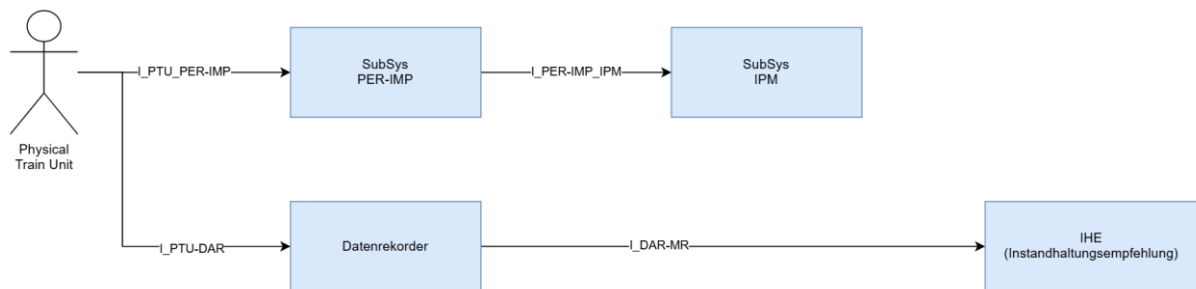 I_PTU_PER-IMP
SubSys
PER-IMP
I_PER-IMP_IPM
SubSys
IPM
Physical
Train Unit
I_PTU-DAR
Datenrekorder
I_DAR-MR
IHE
(Instandhaltungsempfehlung)